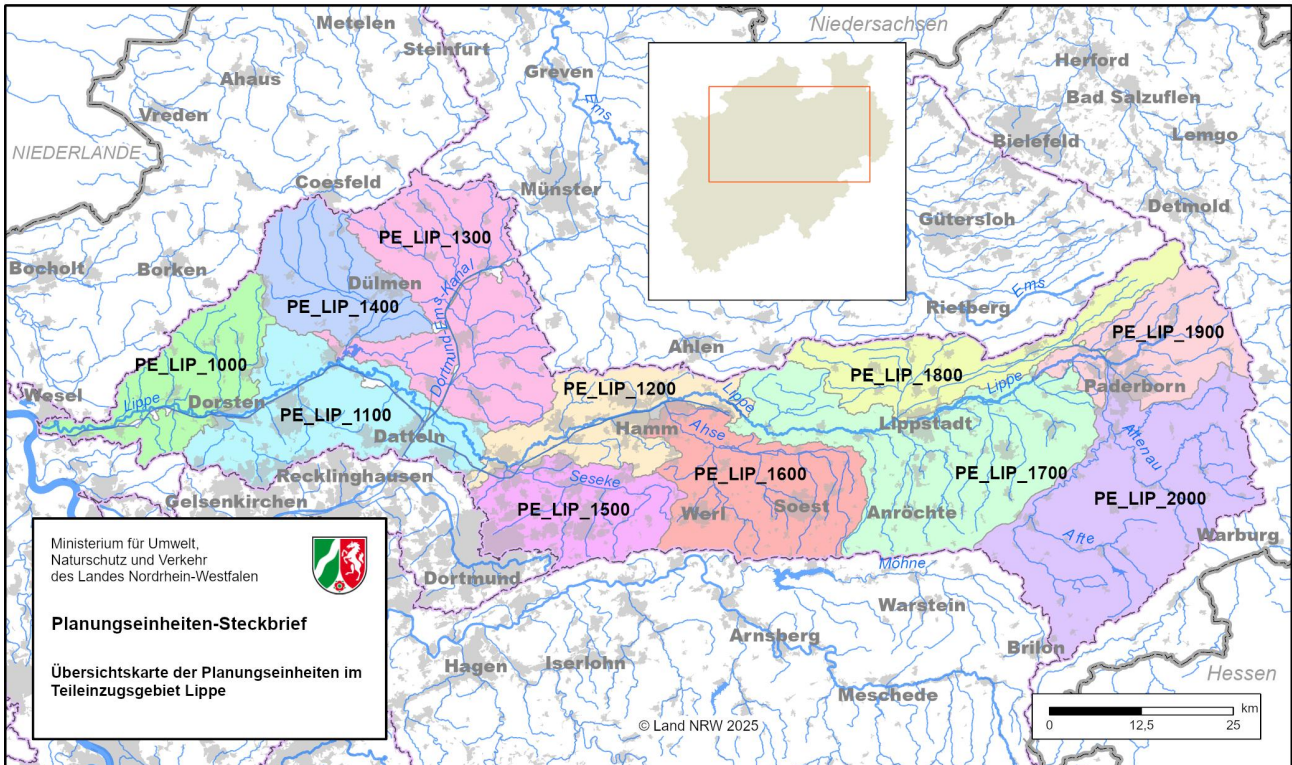 Niedersachsen
Metelen
Steinfurt
Greven
Herford
Ahaus
Bad Salzuflen
Vreden
Ems
Lemgo
Bielefeld
NIEDERLANDE
Coesfeld
Münster
Detmold
Gütersloh
PE_LIP_1300
Bocholt
Borken
Dülmen
Dortmund Ems-Kanal
PE_LIP_1400
Rietberg
Ems
PE_LIP_1900
Ahlen
PE_LIP_1000
PE_LIP_1800
PE_LIP_1200
Lippe
Lippe
Paderborn
Wesel
Lippe
Dorsten
PE_LIP_1100
Hamm
Ahse
Lippstadt
Datteln
Altenau
Recklinghausen
PE_LIP_1600
PE_LIP_1700
Seseke
PE_LIP_2000
Gelsenkirchen
PE_LIP_1500
Werl
Soest
Anröchte
Afte
Warburg
Möhne
Dortmund
Warstein
Arnsberg
Brilon
Hagen
Iserlohn
Hessen
Meschede
Ministerium für Umwelt,
Naturschutz und Verkehr
des Landes Nordrhein-Westfalen
Planungseinheiten-Steckbrief
Übersichtskarte der Planungseinheiten im
Teileinzugsgebiet Lippe
© Land NRW 2025
km
0 12,5 25